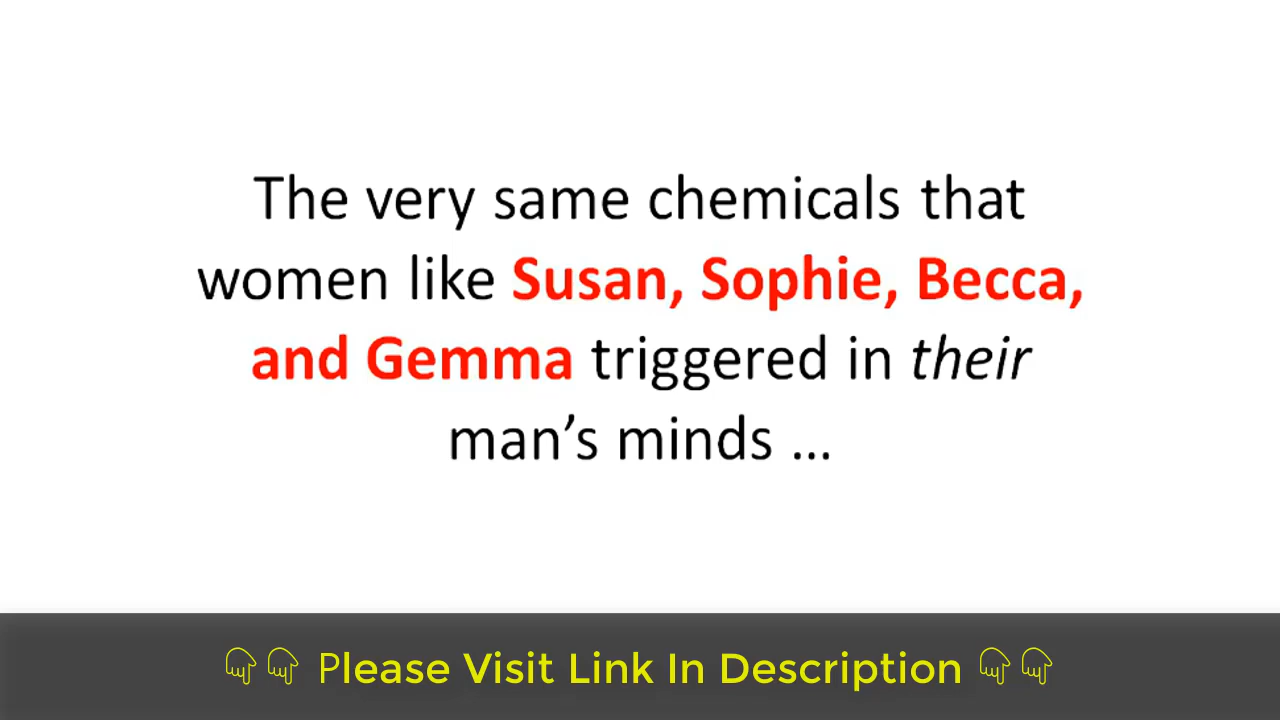 The very same chemicals that
women like Susan, Sophie, Becca,
and Gemma triggered in their
man’s minds ...
👇👇 Please Visit Link In Description 👇👇